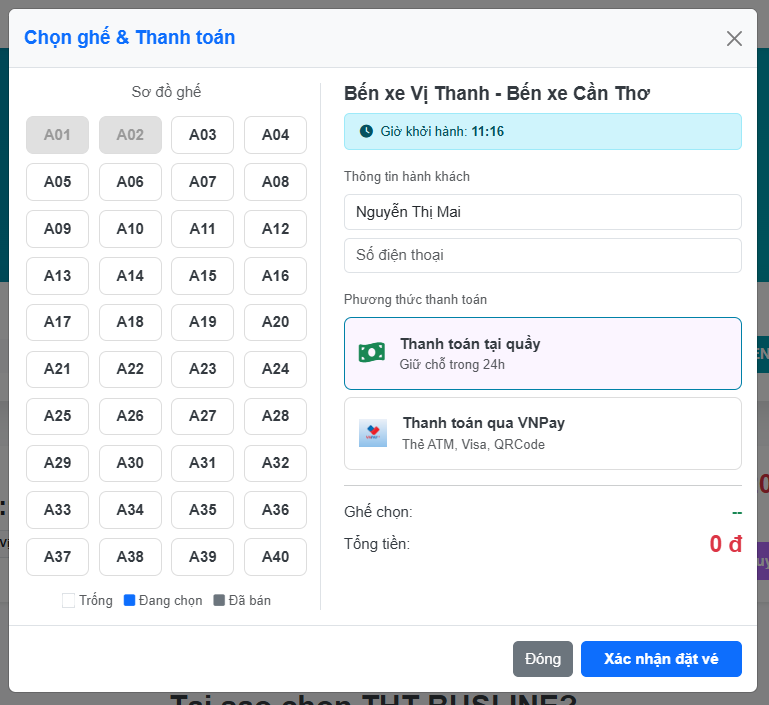 Chọn ghế & Thanh toán
Sơ đồ ghế
A01 A02 A03 A04
A05 A06 A07 A08
A09 A10 A11 A12
A13 A14 A15 A16
A17 A18 A19 A20
A21 A22 A23 A24
A25 A26 A27 A28
A29 A30 A31 A32
A33 A34 A35 A36
A37 A38 A39 A40
Trống Đang chọn Đã bán
Bến xe Vị Thanh - Bến xe Cần Thơ
Giờ khởi hành: 11:16
Thông tin hành khách
Nguyễn Thị Mai
Số điện thoại
Phương thức thanh toán
Thanh toán tại quầy
Giữ chỗ trong 24h
Thanh toán qua VNPay
Thẻ ATM, Visa, QRCode
Ghế chọn: --
Tổng tiền: 0 đ
Đóng Xác nhận đặt vé
Tại sao chọn THT BUSLINE?